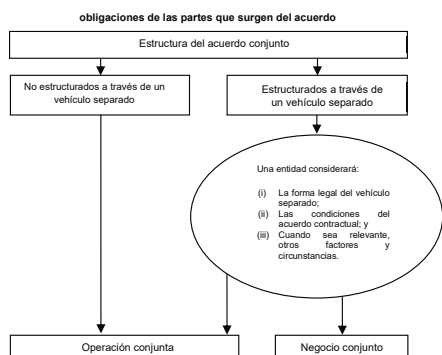 obligaciones de las partes que surgen del acuerdo
Estructura del acuerdo conjunto
No estructurados a través de un
vehículo separado
Estructurados a través de
un vehículo separado
Una entidad considerará:
(i) La forma legal del vehículo
separado;
(ii) Las condiciones del
acuerdo contractual; y
(iii) Cuando sea relevante,
otros factores y
circunstancias.
Operación conjunta
Negocio conjunto